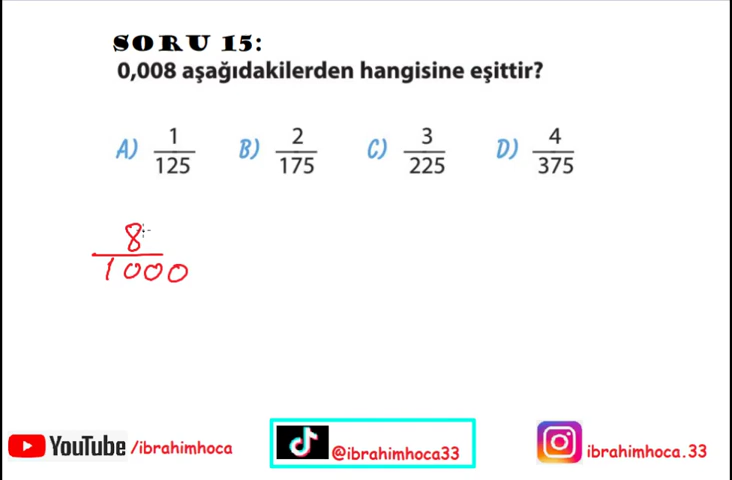 SORU 15:
0,008 aşağıdakilerden hangisine eşittir?
A) 1/125 B) 2/175 C) 3/225 D) 4/375
8
1000
YouTube /ibrahimhoca @ibrahimhoca33 ibrahimhoca.33